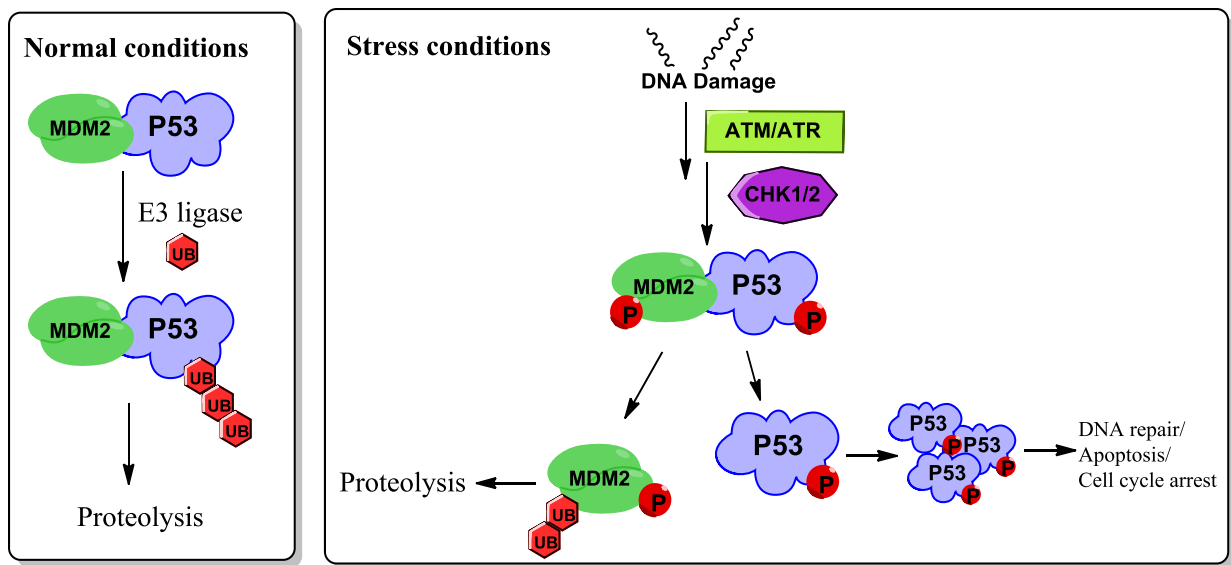 Normal conditions
MDM2
P53
E3 ligase
UB
MDM2
P53
UB
UB
UB
Proteolysis
Stress conditions
DNA Damage
ATM/ATR
CHK1/2
MDM2
P53
P
P
Proteolysis
MDM2
P
UB
UB
P53
P
P53
P
P53
P
P53
P
DNA repair/
Apoptosis/
Cell cycle arrest